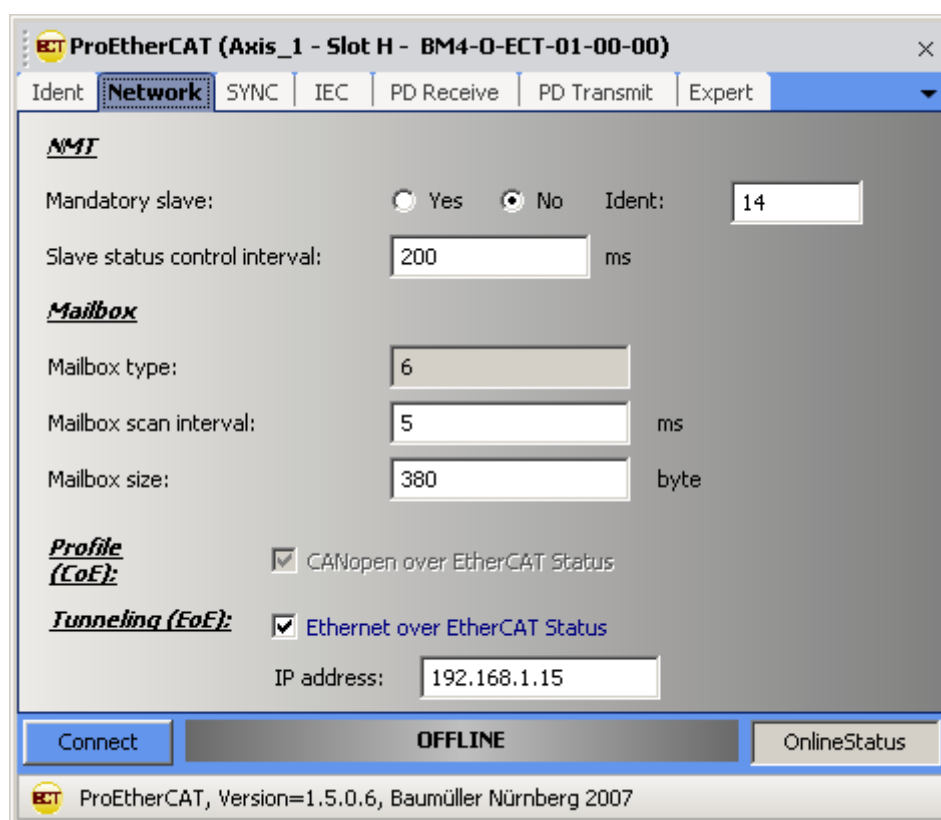 ECT ProEtherCAT (Axis_1 - Slot H - BM4-O-ECT-01-00-00)
Ident Network SYNC IEC PD Receive PD Transmit Expert
NMT
Mandatory slave: Yes No Ident: 14
Slave status control interval: 200 ms
Mailbox
Mailbox type: 6
Mailbox scan interval: 5 ms
Mailbox size: 380 byte
Profile
(CoE): CANopen over EtherCAT Status
Tunneling (EoE): Ethernet over EtherCAT Status
IP address: 192.168.1.15
Connect OFFLINE OnlineStatus
ECT ProEtherCAT, Version=1.5.0.6, Baumüller Nürnberg 2007